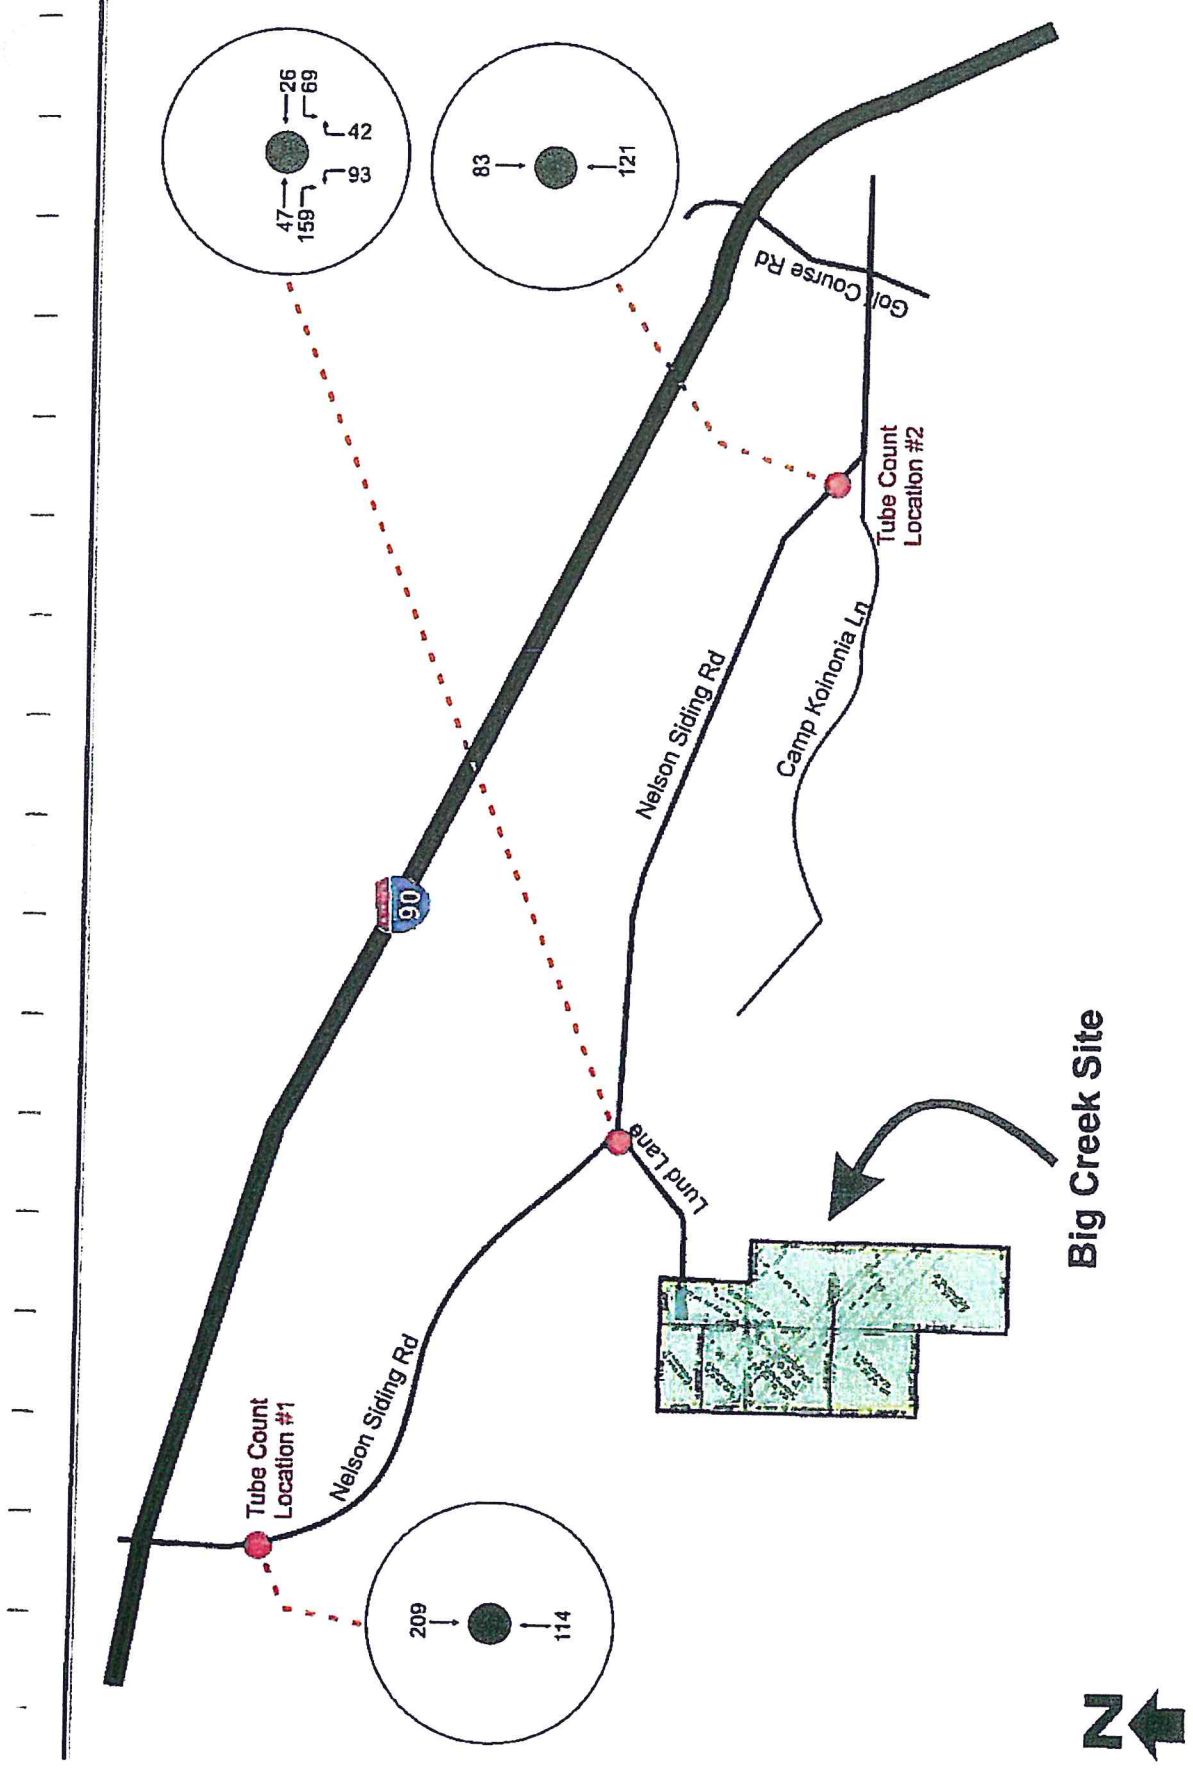 47
159
93
26
69
42
83
121
Golf Course Rd
90
Tube Count
Location #2
Nelson Siding Rd
Camp Koinonia Ln
Lund Lane
Nelson Siding Rd
Tube Count
Location #1
209
114
Big Creek Site
N